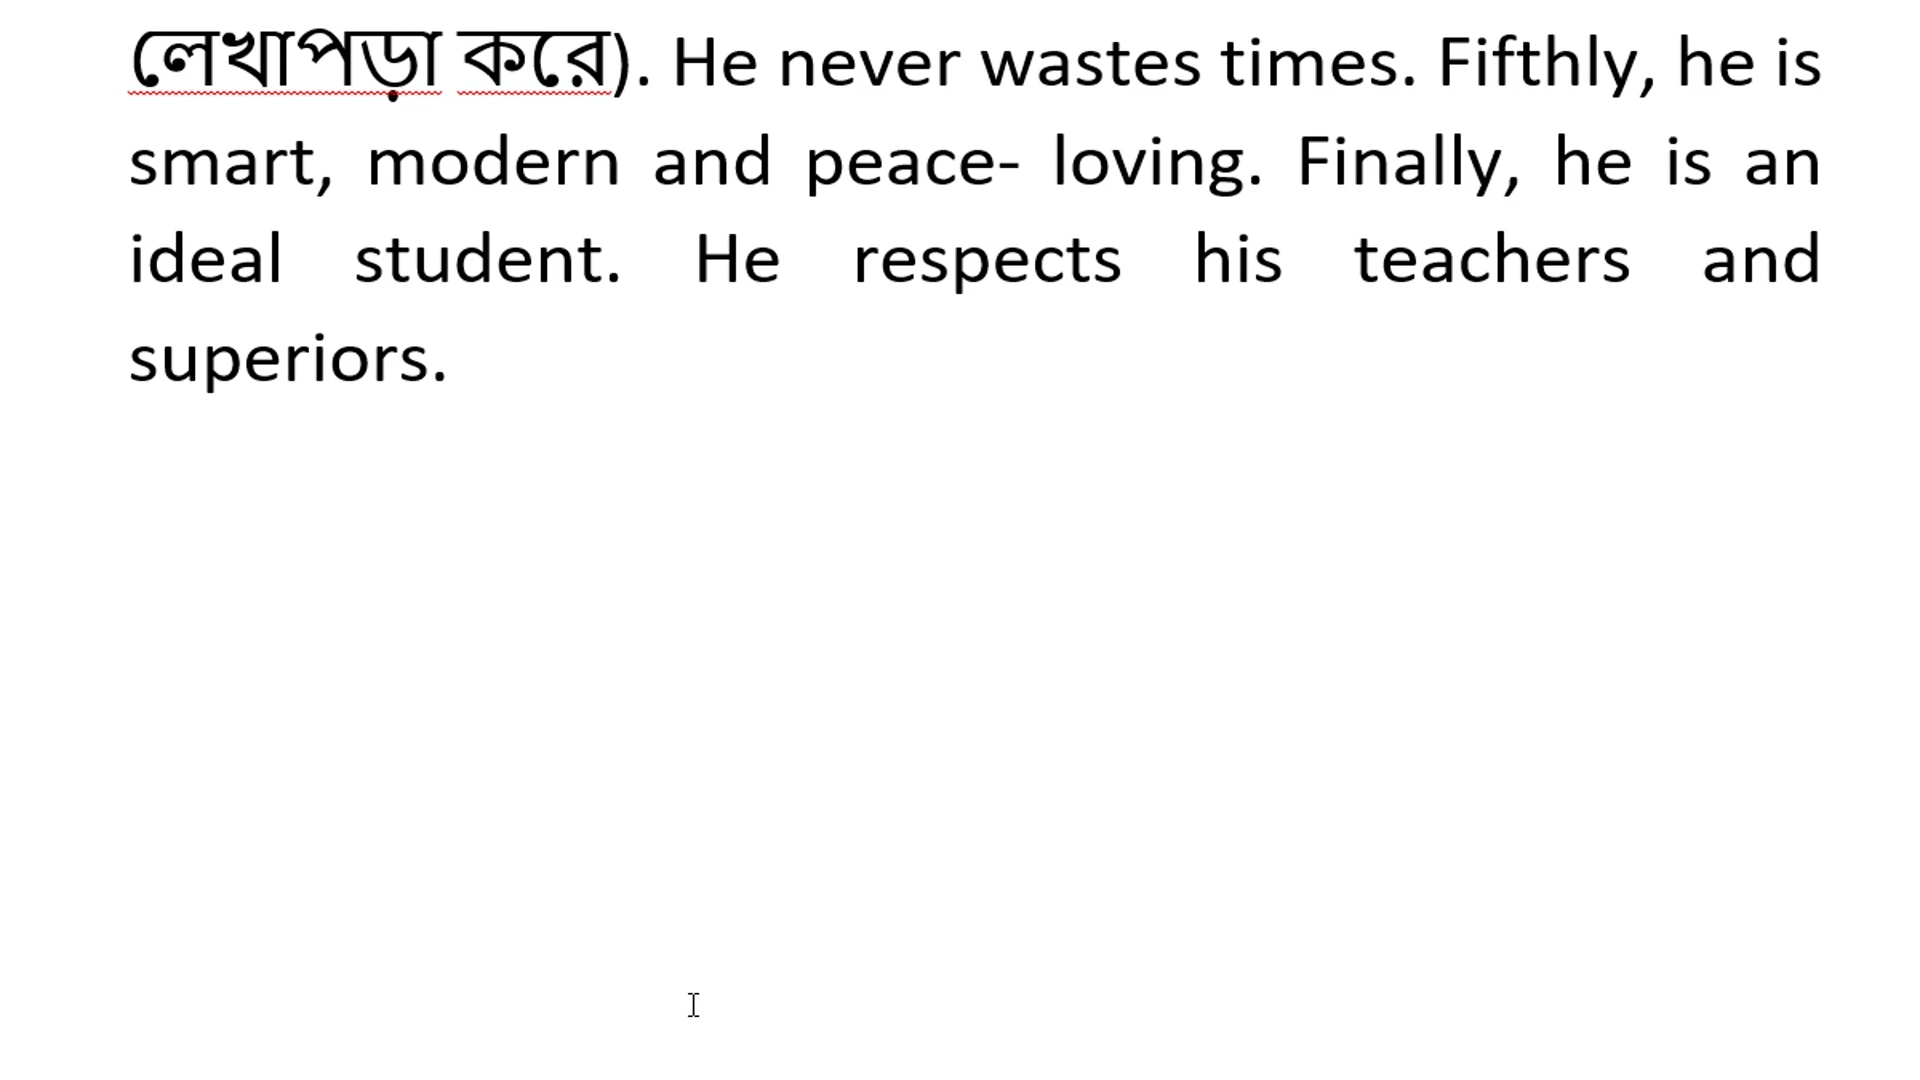 লেখাপড়া করে). He never wastes times. Fifthly, he is
smart, modern and peace- loving. Finally, he is an
ideal student. He respects his teachers and
superiors.